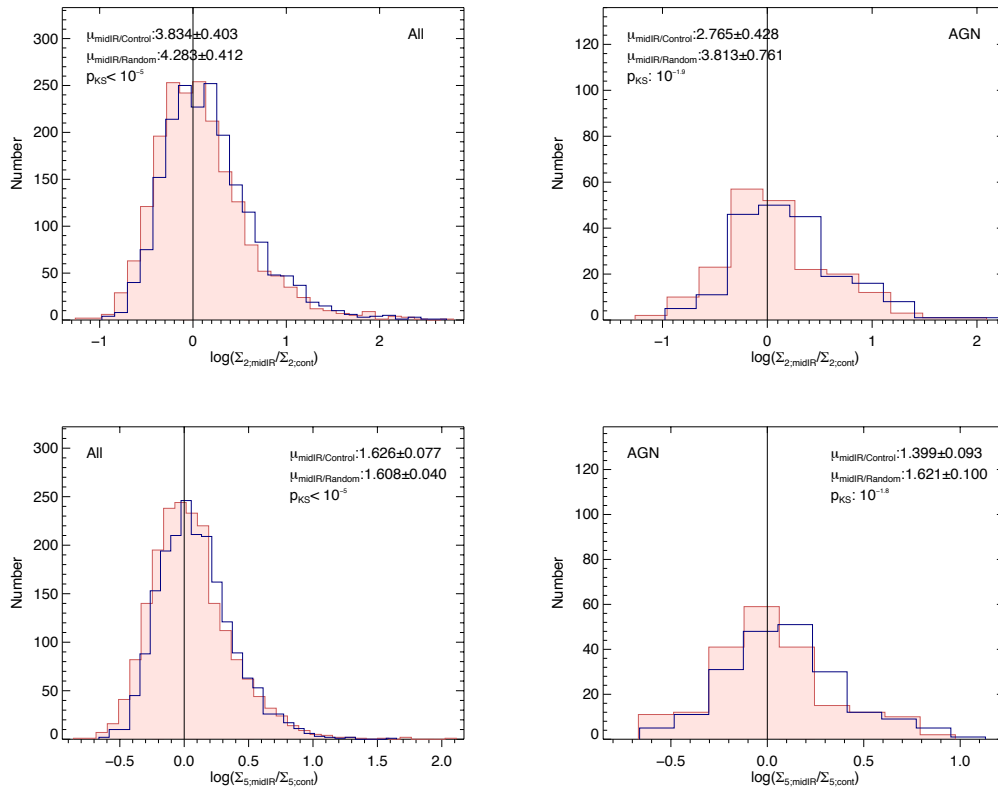 μmidIR/Control:3.834±0.403
All
μmidIR/Random:4.283±0.412
pKS< 10⁻⁵
300
250
200
150
100
50
0
Number
−1 0 1 2
log(Σ2;midIR/Σ2;cont)
μmidIR/Control:2.765±0.428
AGN
μmidIR/Random:3.813±0.761
pKS: 10⁻¹·⁹
120
100
80
60
40
20
0
Number
−1 0 1 2
log(Σ2;midIR/Σ2;cont)
All
μmidIR/Control:1.626±0.077
μmidIR/Random:1.608±0.040
pKS< 10⁻⁵
300
250
200
150
100
50
0
Number
−0.5 0.0 0.5 1.0 1.5 2.0
log(Σ5;midIR/Σ5;cont)
AGN
μmidIR/Control:1.399±0.093
μmidIR/Random:1.621±0.100
pKS: 10⁻¹·⁸
120
100
80
60
40
20
0
Number
−0.5 0.0 0.5 1.0
log(Σ5;midIR/Σ5;cont)